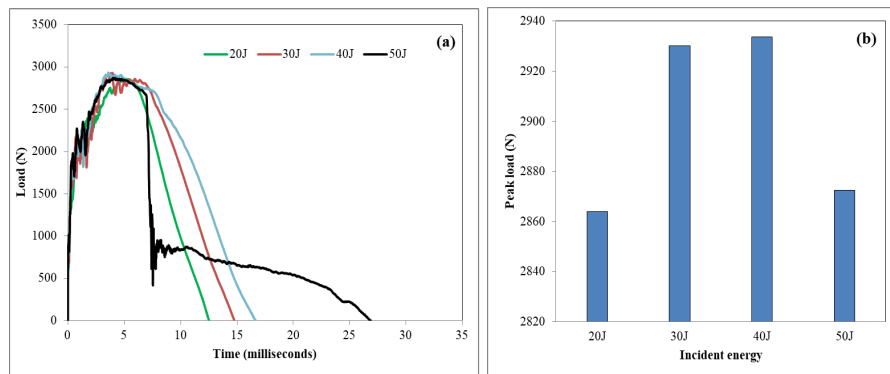 (a)
20J 30J 40J 50J
3500
3000
2500
2000
1500
1000
500
0
Load (N)
0 5 10 15 20 25 30 35
Time (milliseconds)
(b)
2940
2920
2900
2880
2860
2840
2820
Peak load (N)
20J 30J 40J 50J
Incident energy